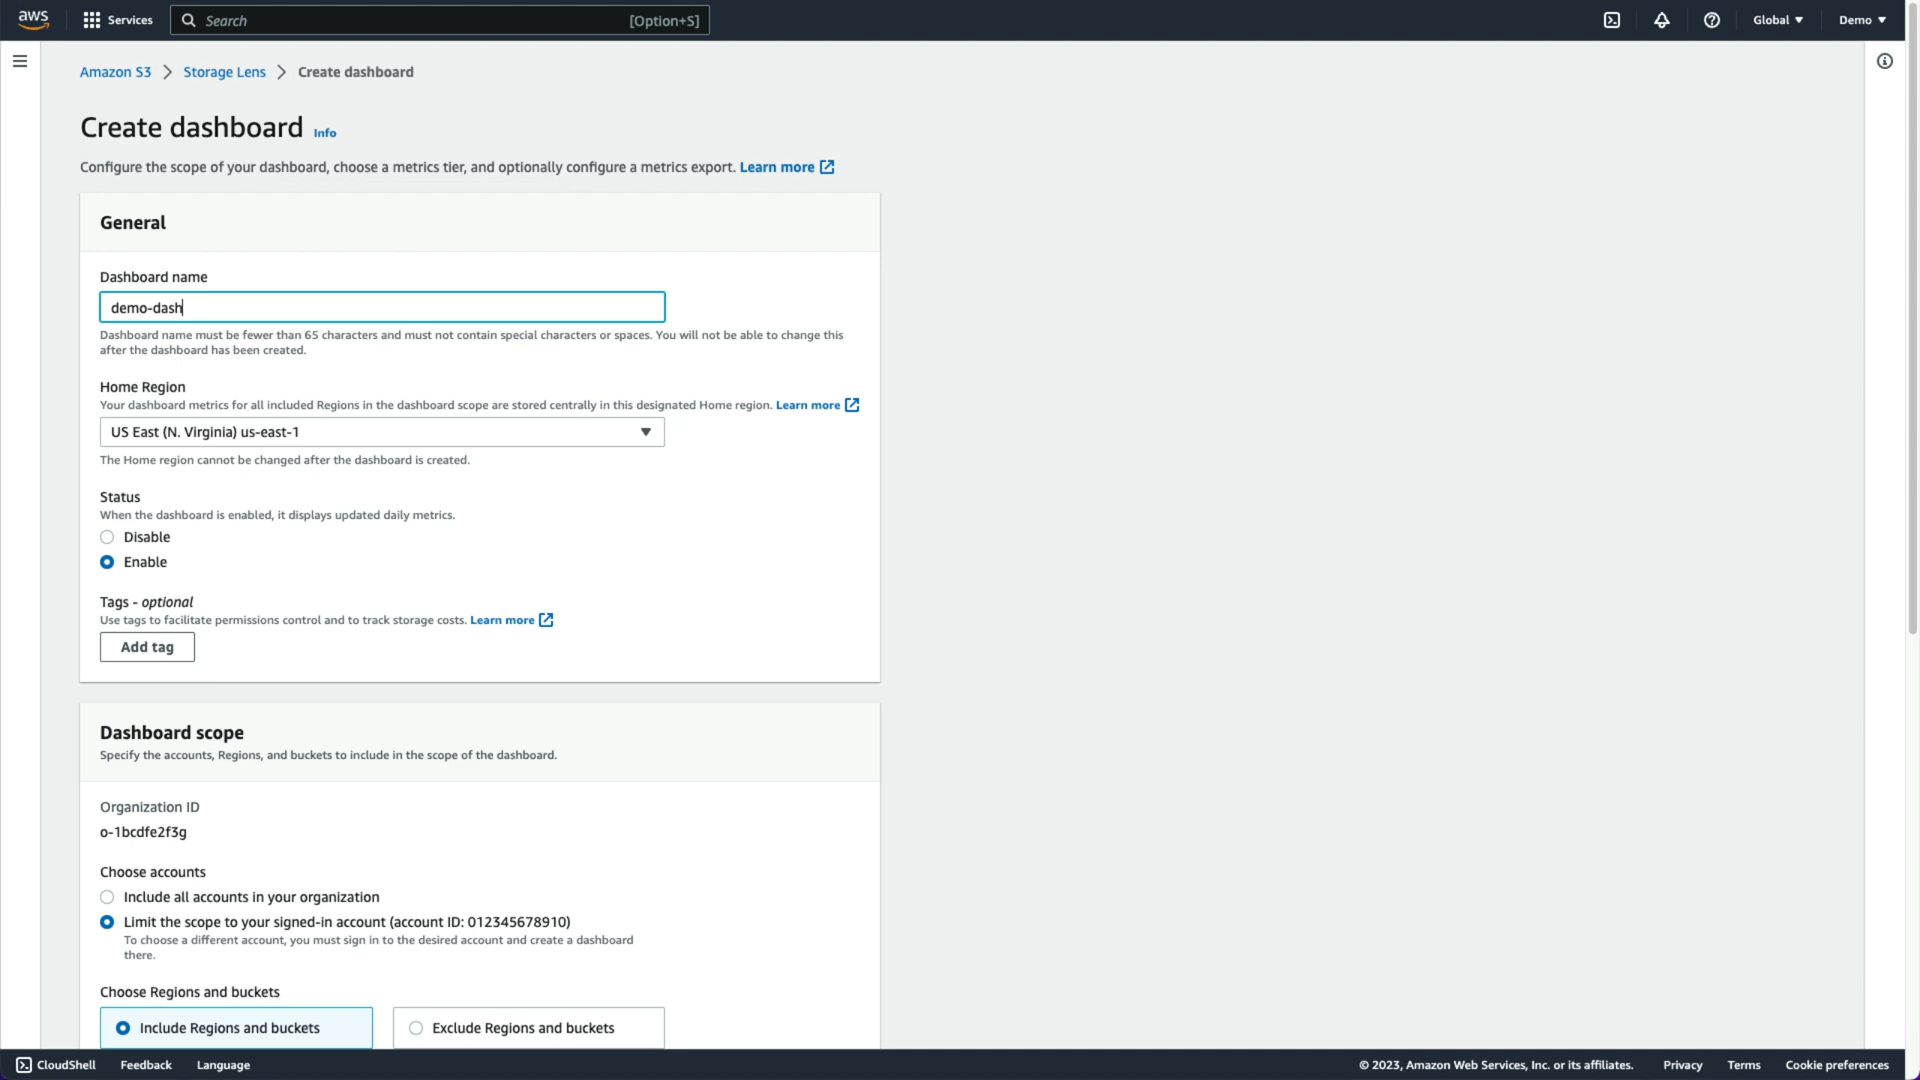 aws
Services
Search
[Option+S]
Global
Demo
Amazon S3
Storage Lens
Create dashboard
Create dashboard
Info
Configure the scope of your dashboard, choose a metrics tier, and optionally configure a metrics export. Learn more
General
Dashboard name
demo-dash
Dashboard name must be fewer than 65 characters and must not contain special characters or spaces. You will not be able to change this
after the dashboard has been created.
Home Region
Your dashboard metrics for all included Regions in the dashboard scope are stored centrally in this designated Home region. Learn more
US East (N. Virginia) us-east-1
The Home region cannot be changed after the dashboard is created.
Status
When the dashboard is enabled, it displays updated daily metrics.
Disable
Enable
Tags - optional
Use tags to facilitate permissions control and to track storage costs. Learn more
Add tag
Dashboard scope
Specify the accounts, Regions, and buckets to include in the scope of the dashboard.
Organization ID
o-1bcdfe2f3g
Choose accounts
Include all accounts in your organization
Limit the scope to your signed-in account (account ID: 012345678910)
To choose a different account, you must sign in to the desired account and create a dashboard
there.
Choose Regions and buckets
Include Regions and buckets
Exclude Regions and buckets
CloudShell
Feedback
Language
© 2023, Amazon Web Services, Inc. or its affiliates.
Privacy
Terms
Cookie preferences